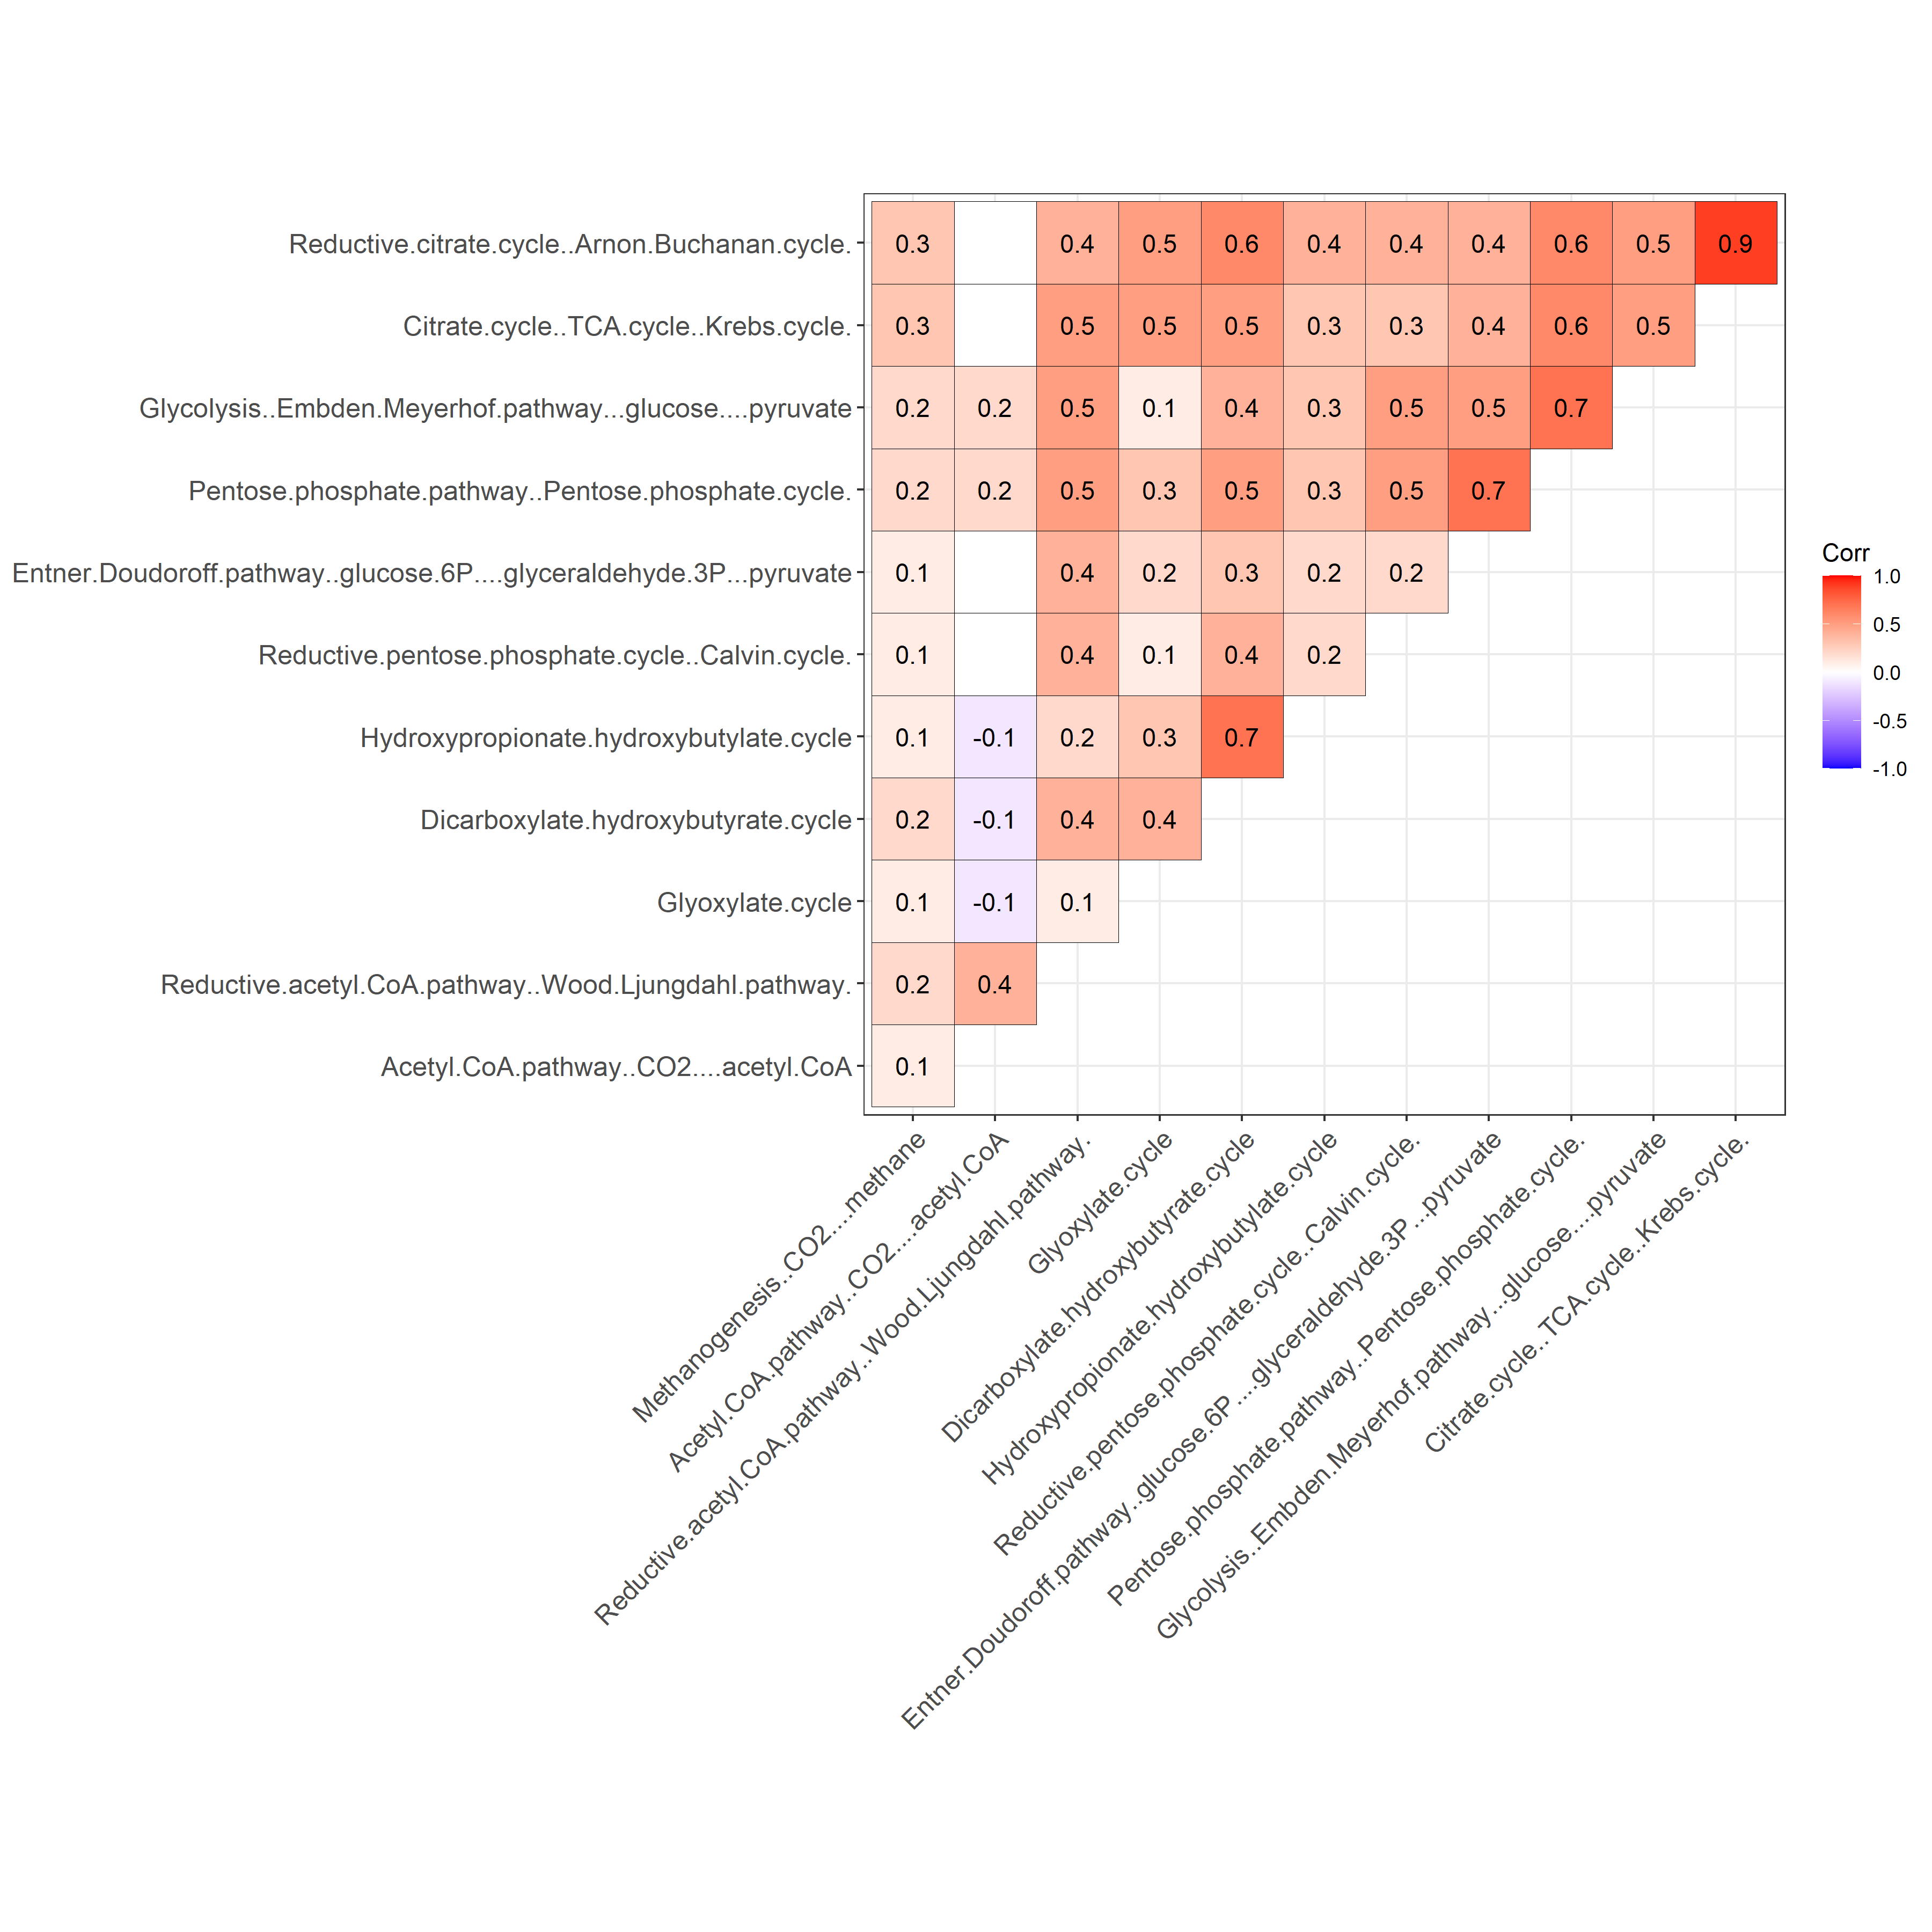 Reductive.citrate.cycle..Arnon.Buchanan.cycle. 0.3 0.4 0.5 0.6 0.4 0.4 0.4 0.6 0.5 0.9
Citrate.cycle..TCA.cycle..Krebs.cycle. 0.3 0.5 0.5 0.5 0.3 0.3 0.4 0.6 0.5
Glycolysis..Embden.Meyerhof.pathway...glucose....pyruvate 0.2 0.2 0.5 0.1 0.4 0.3 0.5 0.5 0.7
Pentose.phosphate.pathway..Pentose.phosphate.cycle. 0.2 0.2 0.5 0.3 0.5 0.3 0.5 0.7
Entner.Doudoroff.pathway..glucose.6P....glyceraldehyde.3P...pyruvate 0.1 0.4 0.2 0.3 0.2 0.2
Reductive.pentose.phosphate.cycle..Calvin.cycle. 0.1 0.4 0.1 0.4 0.2
Hydroxypropionate.hydroxybutylate.cycle 0.1 -0.1 0.2 0.3 0.7
Dicarboxylate.hydroxybutyrate.cycle 0.2 -0.1 0.4 0.4
Glyoxylate.cycle 0.1 -0.1 0.1
Reductive.acetyl.CoA.pathway..Wood.Ljungdahl.pathway. 0.2 0.4
Acetyl.CoA.pathway..CO2....acetyl.CoA 0.1
Methanogenesis..CO2....methane
Acetyl.CoA.pathway..CO2....acetyl.CoA
Reductive.acetyl.CoA.pathway..Wood.Ljungdahl.pathway.
Glyoxylate.cycle
Dicarboxylate.hydroxybutyrate.cycle
Hydroxypropionate.hydroxybutylate.cycle
Reductive.pentose.phosphate.cycle..Calvin.cycle.
Entner.Doudoroff.pathway..glucose.6P....glyceraldehyde.3P...pyruvate
Pentose.phosphate.pathway..Pentose.phosphate.cycle.
Glycolysis..Embden.Meyerhof.pathway...glucose....pyruvate
Citrate.cycle..TCA.cycle..Krebs.cycle.
Corr
1.0
0.5
0.0
-0.5
-1.0